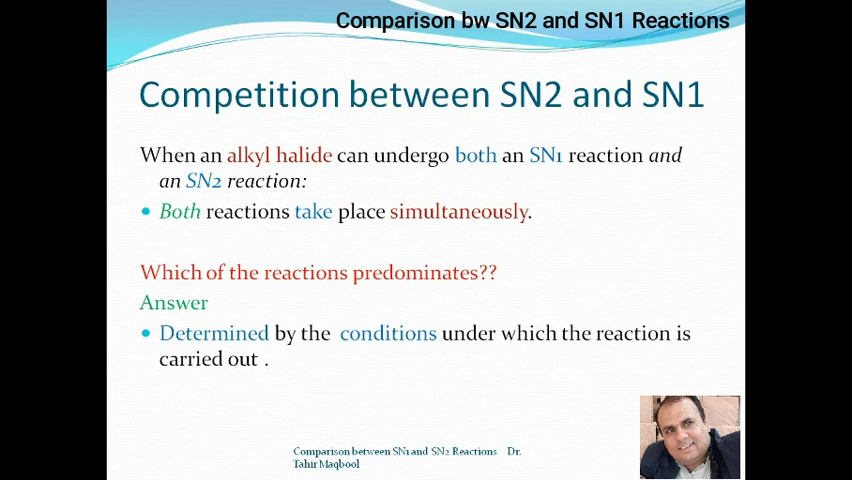 Comparison bw SN2 and SN1 Reactions
Competition between SN2 and SN1
When an alkyl halide can undergo both an SN1 reaction and
an SN2 reaction:
• Both reactions take place simultaneously.
Which of the reactions predominates??
Answer
• Determined by the conditions under which the reaction is
carried out .
Comparison between SN1 and SN2 Reactions Dr.
Tahir Maqbool